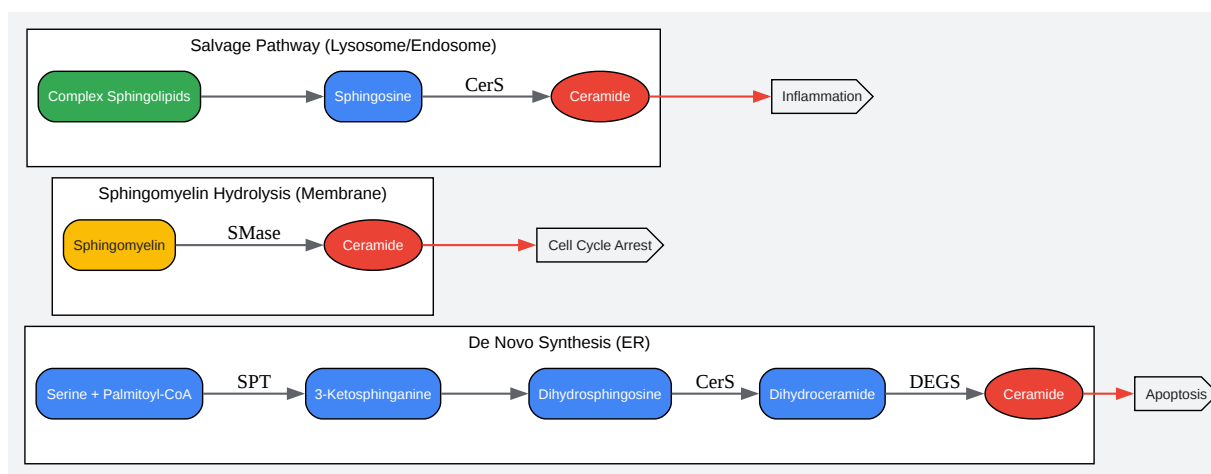 Salvage Pathway (Lysosome/Endosome)
Complex Sphingolipids
Sphingosine
CerS
Ceramide
Inflammation
Sphingomyelin Hydrolysis (Membrane)
Sphingomyelin
SMase
Ceramide
Cell Cycle Arrest
De Novo Synthesis (ER)
Serine + Palmitoyl-CoA
SPT
3-Ketosphinganine
Dihydrosphingosine
CerS
Dihydroceramide
DEGS
Ceramide
Apoptosis